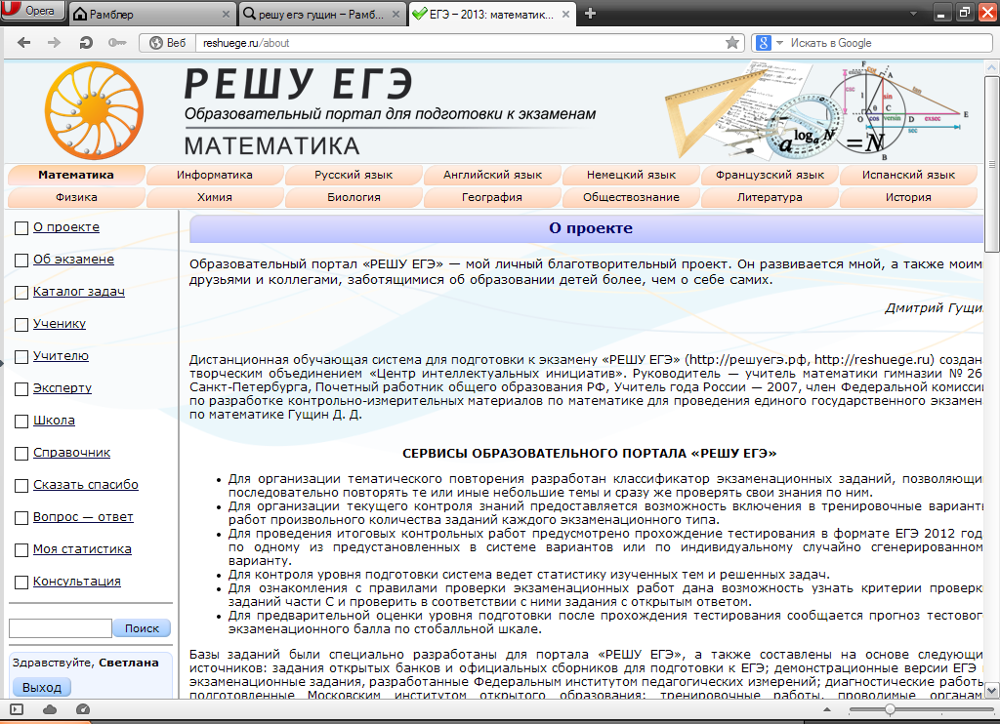 Opera
Рамблер
решу егэ гущин – Рамб...
ЕГЭ – 2013: математик...
Веб
reshuege.ru/about
Искать в Google
РЕШУ ЕГЭ
Образовательный портал для подготовки к экзаменам
МАТЕМАТИКА
Математика Информатика Русский язык Английский язык Немецкий язык Французский язык Испанский язык
Физика Химия Биология География Обществознание Литература История
О проекте
Об экзамене
Каталог задач
Ученику
Учителю
Эксперту
Школа
Справочник
Сказать спасибо
Вопрос — ответ
Моя статистика
Консультация
Поиск
Здравствуйте, Светлана
Выход
О проекте
Образовательный портал «РЕШУ ЕГЭ» — мой личный благотворительный проект. Он развивается мной, а также моим
друзьями и коллегами, заботящимися об образовании детей более, чем о себе самих.
Дмитрий Гущин
Дистанционная обучающая система для подготовки к экзамену «РЕШУ ЕГЭ» (http://решуегэ.рф, http://reshuege.ru) создан
творческим объединением «Центр интеллектуальных инициатив». Руководитель — учитель математики гимназии № 26
Санкт-Петербурга, Почетный работник общего образования РФ, Учитель года России — 2007, член Федеральной комиссии
по разработке контрольно-измерительных материалов по математике для проведения единого государственного экзамен
по математике Гущин Д. Д.
СЕРВИСЫ ОБРАЗОВАТЕЛЬНОГО ПОРТАЛА «РЕШУ ЕГЭ»
Для организации тематического повторения разработан классификатор экзаменационных заданий, позволяющи
последовательно повторять те или иные небольшие темы и сразу же проверять свои знания по ним.
Для организации текущего контроля знаний предоставляется возможность включения в тренировочные вариант
работ произвольного количества заданий каждого экзаменационного типа.
Для проведения итоговых контрольных работ предусмотрено прохождение тестирования в формате ЕГЭ 2012 год
по одному из предустановленных в системе вариантов или по индивидуальному случайно сгенерированном
варианту.
Для контроля уровня подготовки система ведет статистику изученных тем и решенных задач.
Для ознакомления с правилами проверки экзаменационных работ дана возможность узнать критерии проверк
заданий части С и проверить в соответствии с ними задания с открытым ответом.
Для предварительной оценки уровня подготовки после прохождения тестирования сообщается прогноз тестовог
экзаменационного балла по стобалльной шкале.
Базы заданий были специально разработаны для портала «РЕШУ ЕГЭ», а также составлены на основе следующи
источников: задания открытых банков и официальных сборников для подготовки к ЕГЭ; демонстрационные версии ЕГЭ
экзаменационные задания, разработанные Федеральным институтом педагогических измерений; диагностические работы
подготовленные Московским институтом открытого образования; тренировочные работы, проводимые органам